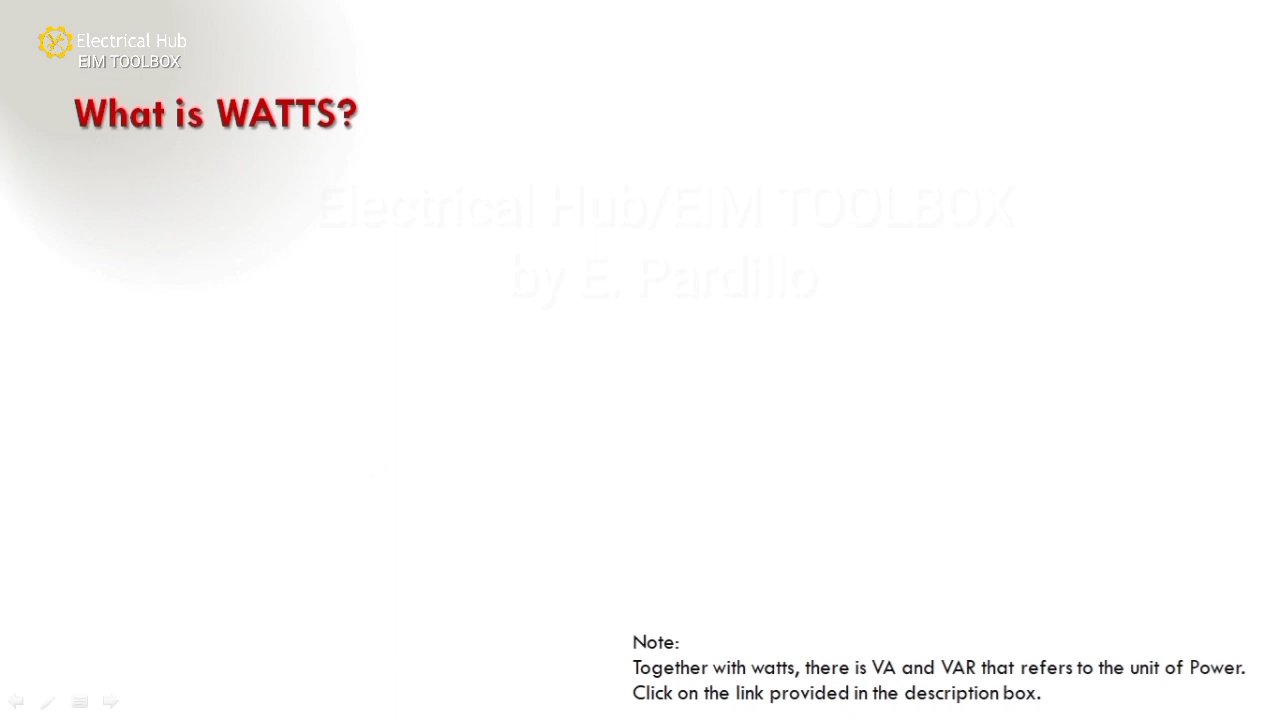 Electrical Hub
EIM TOOLBOX
What is WATTS?
Electrical Hub/EIM TOOLBOX
by E. Pardillo
Note:
Together with watts, there is VA and VAR that refers to the unit of Power.
Click on the link provided in the description box.